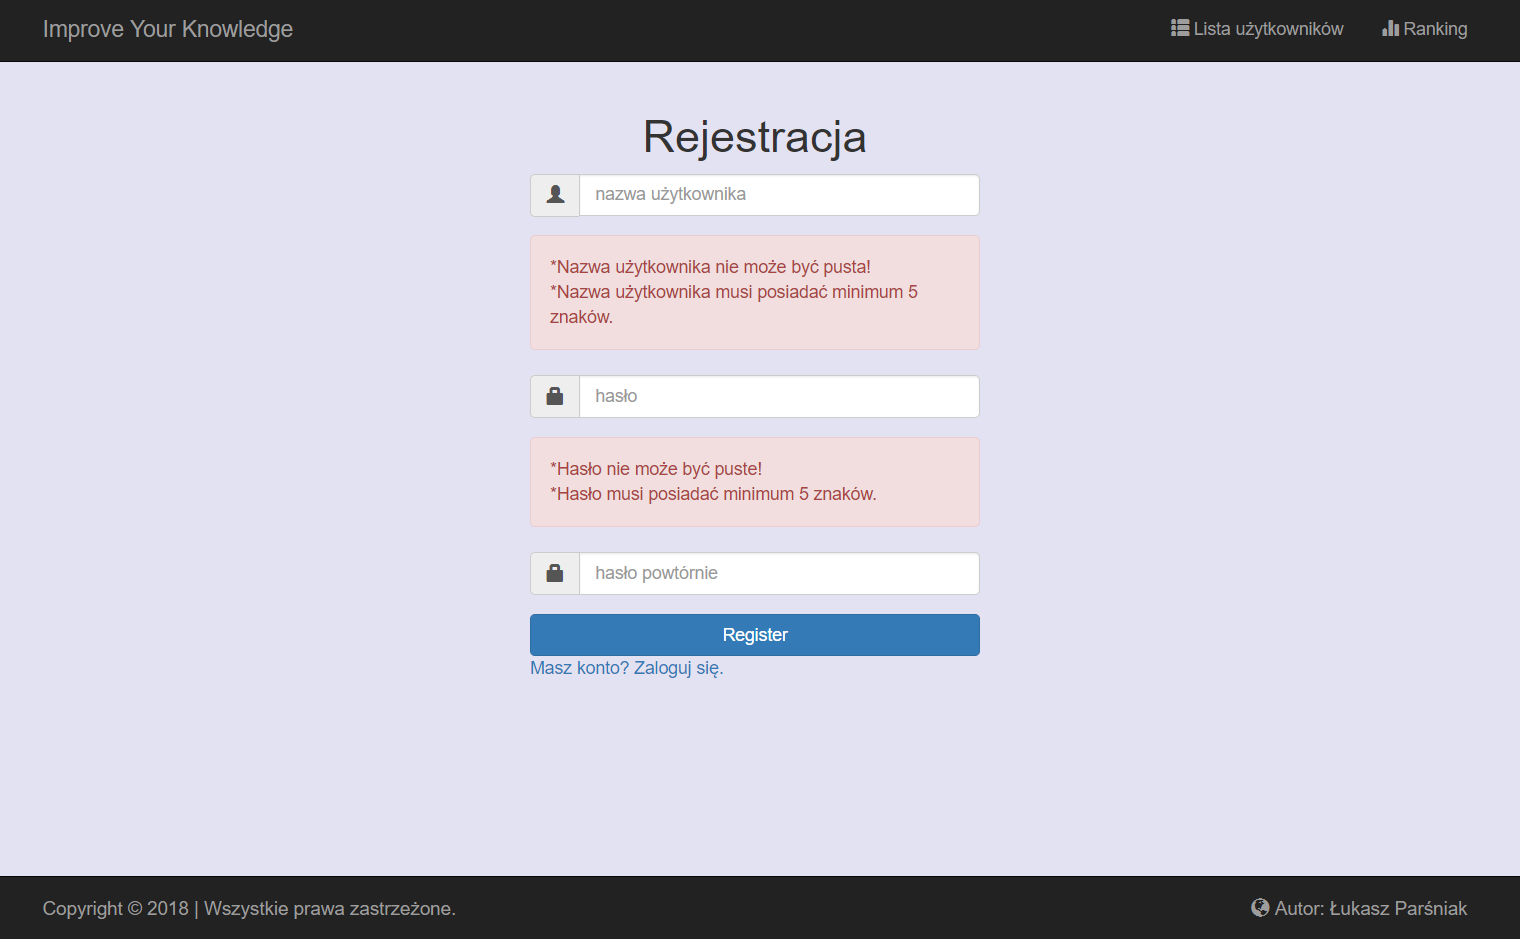 Improve Your Knowledge
Lista użytkowników
Ranking
Rejestracja
nazwa użytkownika
*Nazwa użytkownika nie może być pusta!
*Nazwa użytkownika musi posiadać minimum 5
znaków.
hasło
*Hasło nie może być puste!
*Hasło musi posiadać minimum 5 znaków.
hasło powtórnie
Register
Masz konto? Zaloguj się.
Copyright © 2018 | Wszystkie prawa zastrzeżone.
Autor: Łukasz Parśniak